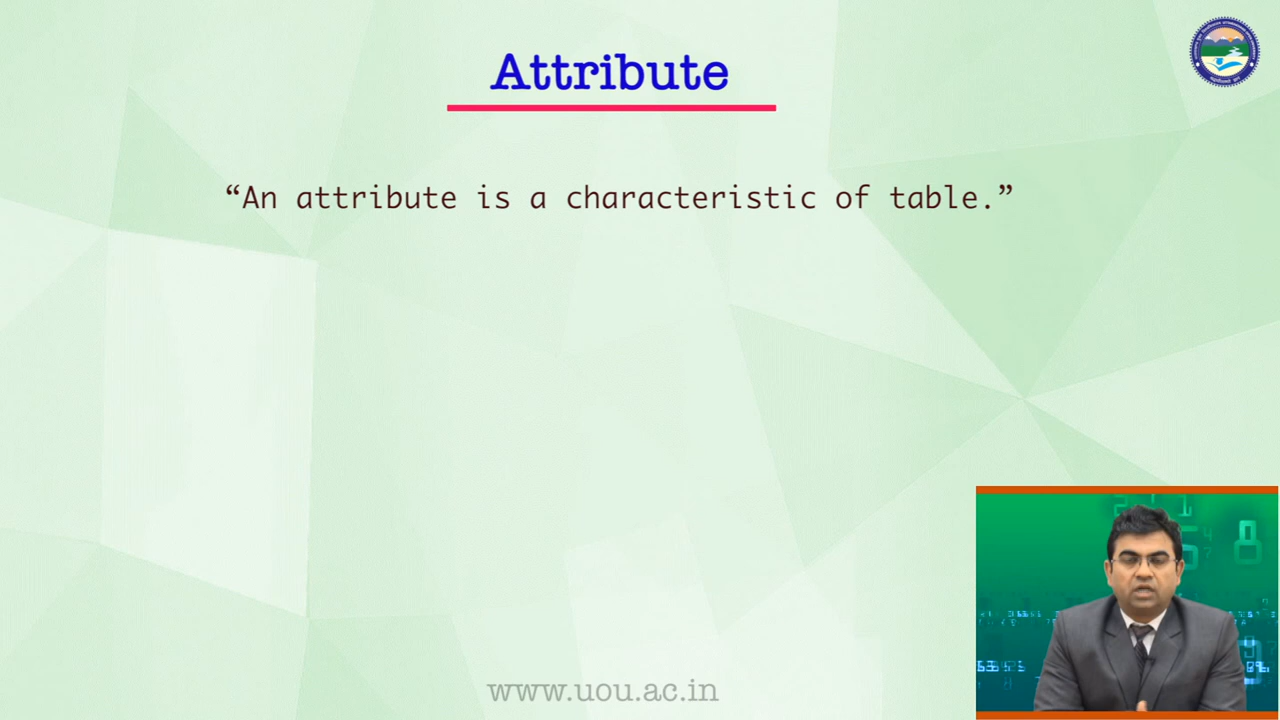 Attribute
“An attribute is a characteristic of table.”
www.uou.ac.in